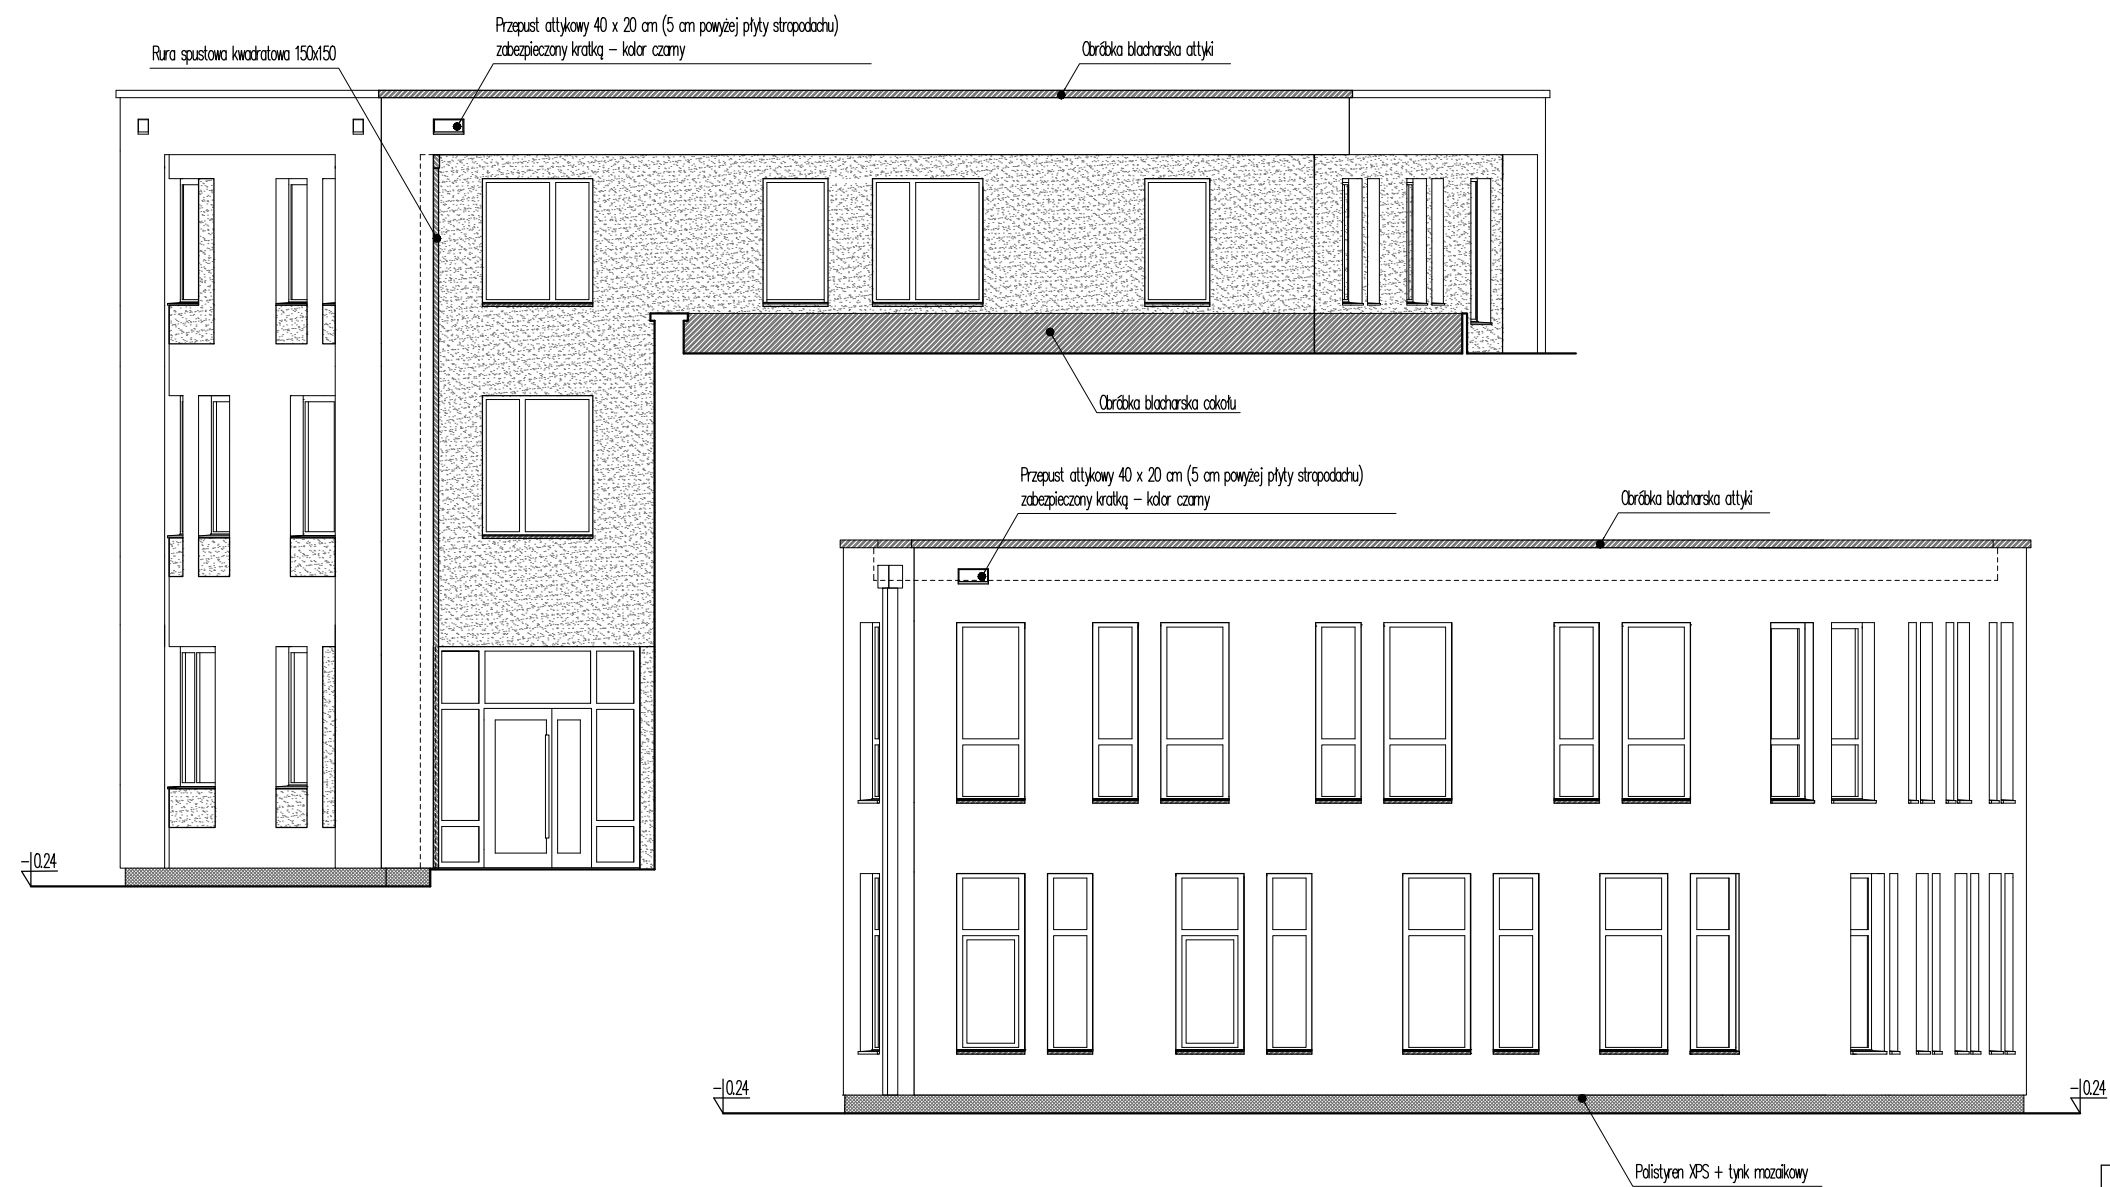 Przepust attykowy 40 x 20 cm (5 cm powyżej płyty stropodachu)
zabezpieczony kratką – kolor czarny
Rura spustowa kwadratowa 150x150
Obróbka blacharska attyki
Obróbka blacharska cokołu
Przepust attykowy 40 x 20 cm (5 cm powyżej płyty stropodachu)
zabezpieczony kratką – kolor czarny
Obróbka blacharska attyki
-0.24
-0.24
-0.24
Polistyren XPS + tynk mozaikowy